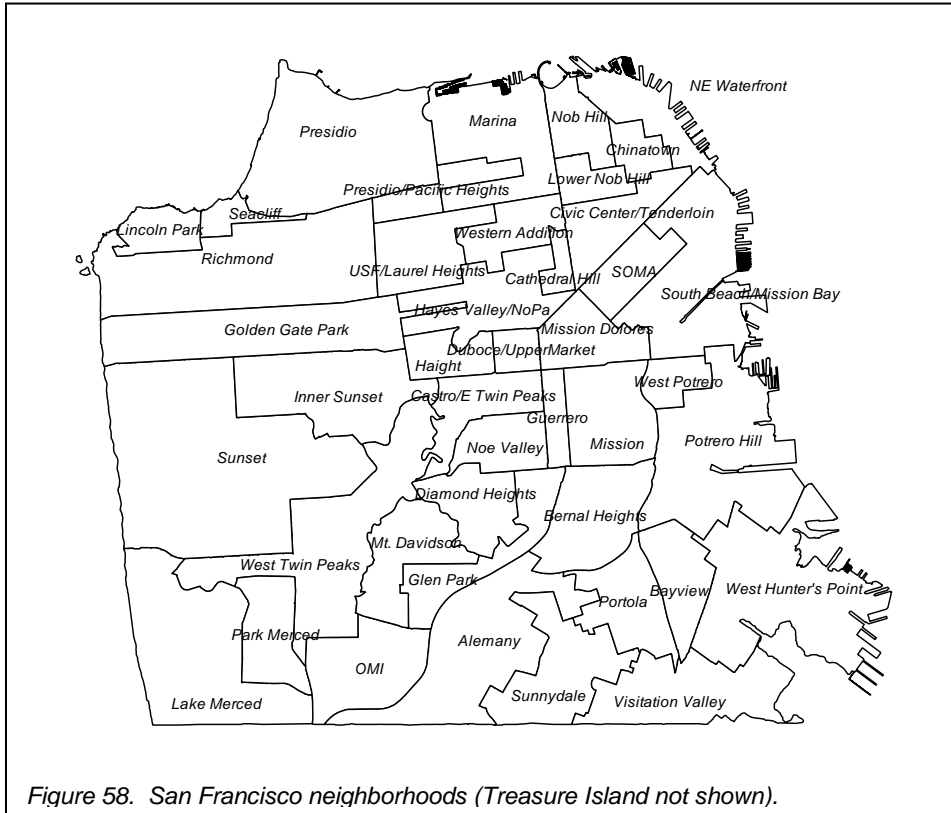 NE Waterfront
Nob Hill
Marina
Presidio
Chinatown
Lower Nob Hill
Presidio/Pacific Heights
Seacliff
Civic Center/Tenderloin
Lincoln Park
Western Addition
Richmond
USF/Laurel Heights
SOMA
Cathedral Hill
South Beach/Mission Bay
Hayes Valley/NoPa
Golden Gate Park
Mission Dolores
Duboce/UpperMarket
Haight
West Potrero
Inner Sunset
Castro/E Twin Peaks
Guerrero
Mission
Potrero Hill
Noe Valley
Sunset
Diamond Heights
Bernal Heights
Mt. Davidson
West Twin Peaks
Glen Park
Bayview
West Hunter's Point
Portola
Park Merced
Alemany
OMI
Sunnydale
Visitation Valley
Lake Merced
Figure 58. San Francisco neighborhoods (Treasure Island not shown).